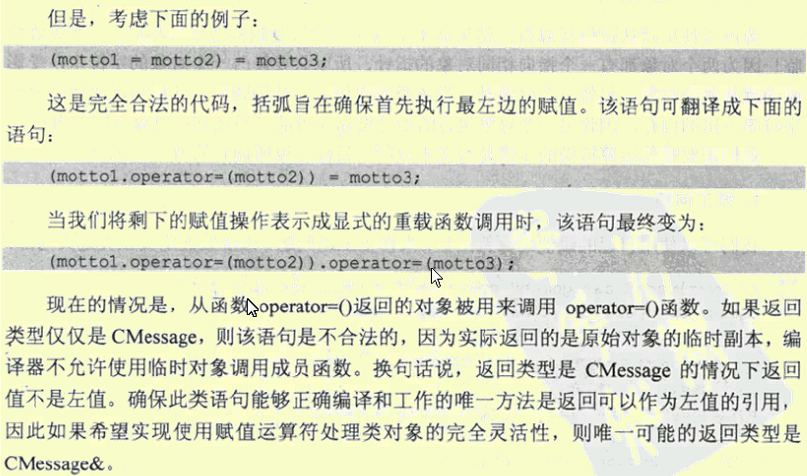 但是，考虑下面的例子：
(motto1 = motto2) = motto3;
这是完全合法的代码，括弧旨在确保首先执行最左边的赋值。该语句可翻译成下面的
语句：
(motto1.operator=(motto2)) = motto3;
当我们将剩下的赋值操作表示成显式的重载函数调用时，该语句最终变为：
(motto1.operator=(motto2)).operator=(motto3);
现在的情况是，从函数 operator=()返回的对象被用来调用 operator=()函数。如果返回
类型仅仅是 CMessage，则该语句是不合法的，因为实际返回的是原始对象的临时副本，编
译器不允许使用临时对象调用成员函数。换句话说，返回类型是 CMessage 的情况下返回
值不是左值。确保此类语句能够正确编译和工作的唯一方法是返回可以作为左值的引用，
因此如果希望实现使用赋值运算符处理类对象的完全灵活性，则唯一可能的返回类型是
CMessage&。